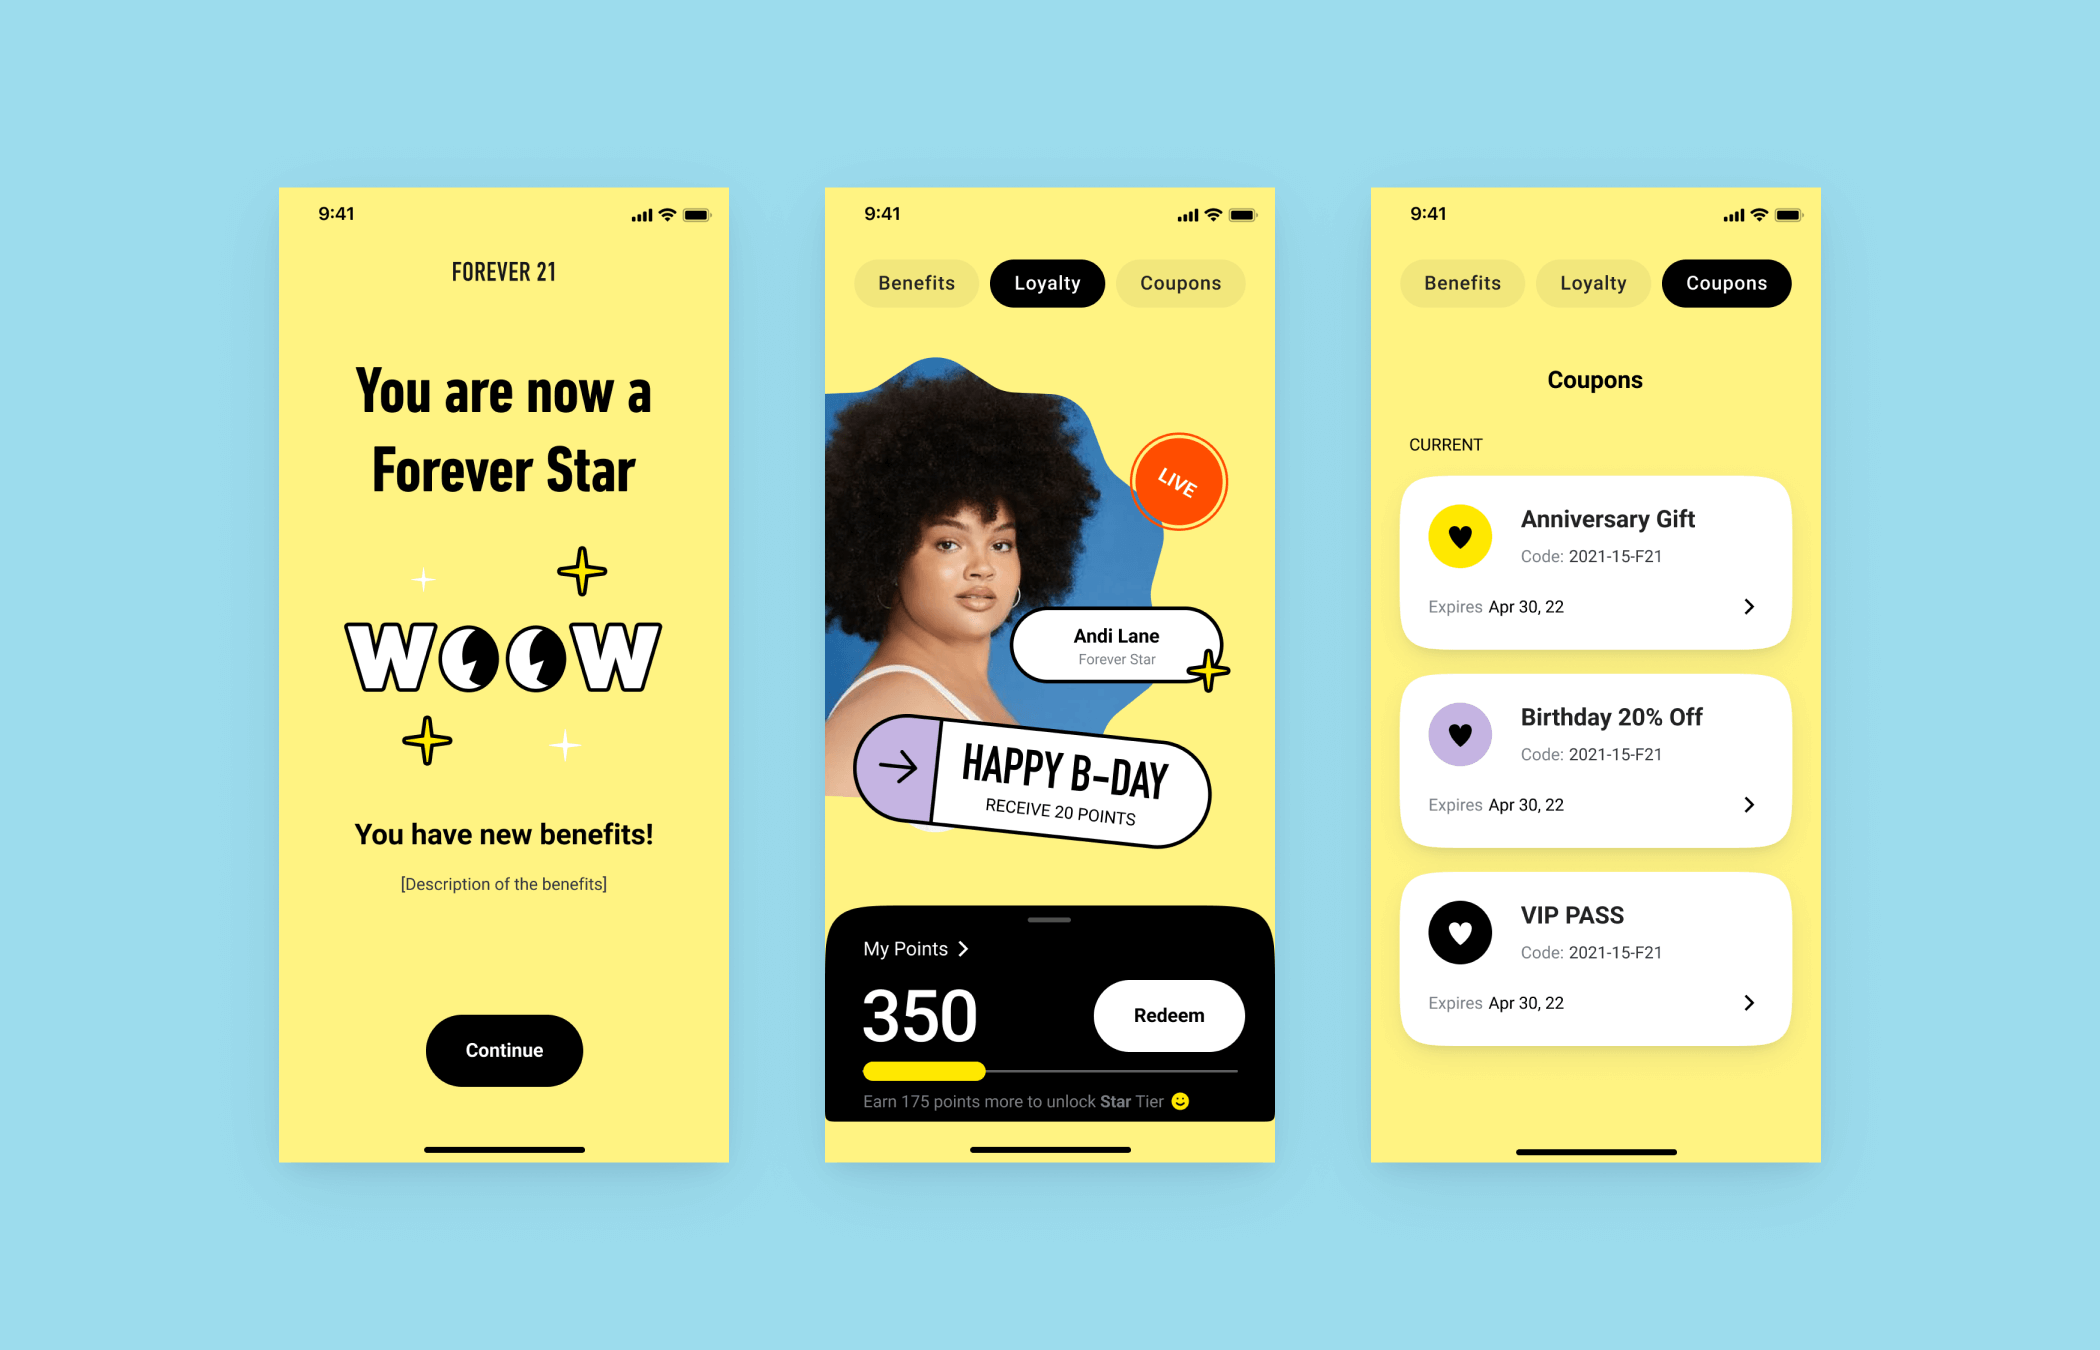 9:41
FOREVER 21
You are now a
Forever Star
WOOW
You have new benefits!
[Description of the benefits]
Continue
9:41
Benefits
Loyalty
Coupons
LIVE
Andi Lane
Forever Star
HAPPY B-DAY
RECEIVE 20 POINTS
My Points
350
Redeem
Earn 175 points more to unlock Star Tier
9:41
Benefits
Loyalty
Coupons
Coupons
CURRENT
Anniversary Gift
Code: 2021-15-F21
Expires Apr 30, 22
Birthday 20% Off
Code: 2021-15-F21
Expires Apr 30, 22
VIP PASS
Code: 2021-15-F21
Expires Apr 30, 22